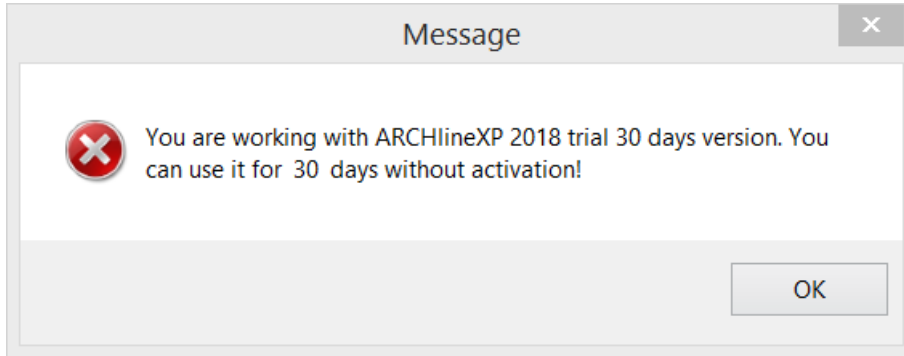 Message
You are working with ARCHlineXP 2018 trial 30 days version. You
can use it for  30  days without activation!
OK